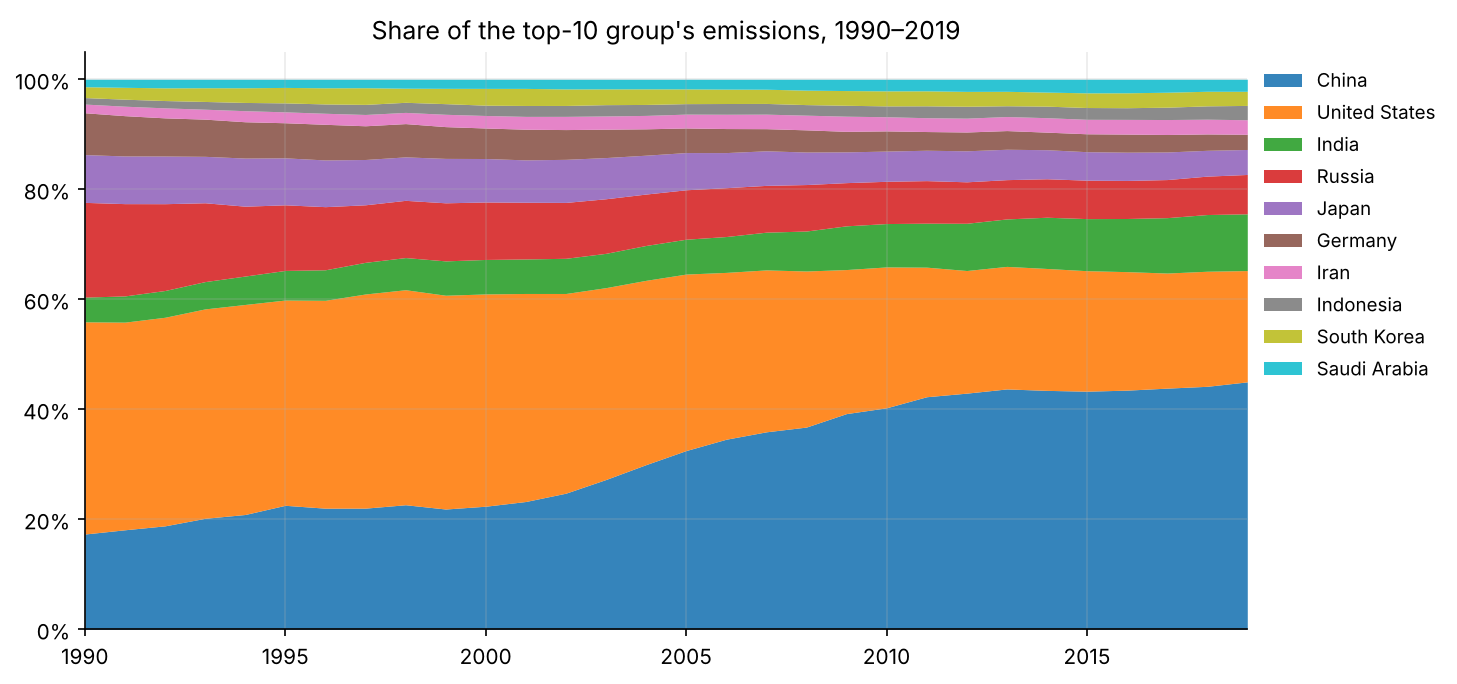 Share of the top-10 group's emissions, 1990–2019
100%
80%
60%
40%
20%
0%
1990 1995 2000 2005 2010 2015
China
United States
India
Russia
Japan
Germany
Iran
Indonesia
South Korea
Saudi Arabia